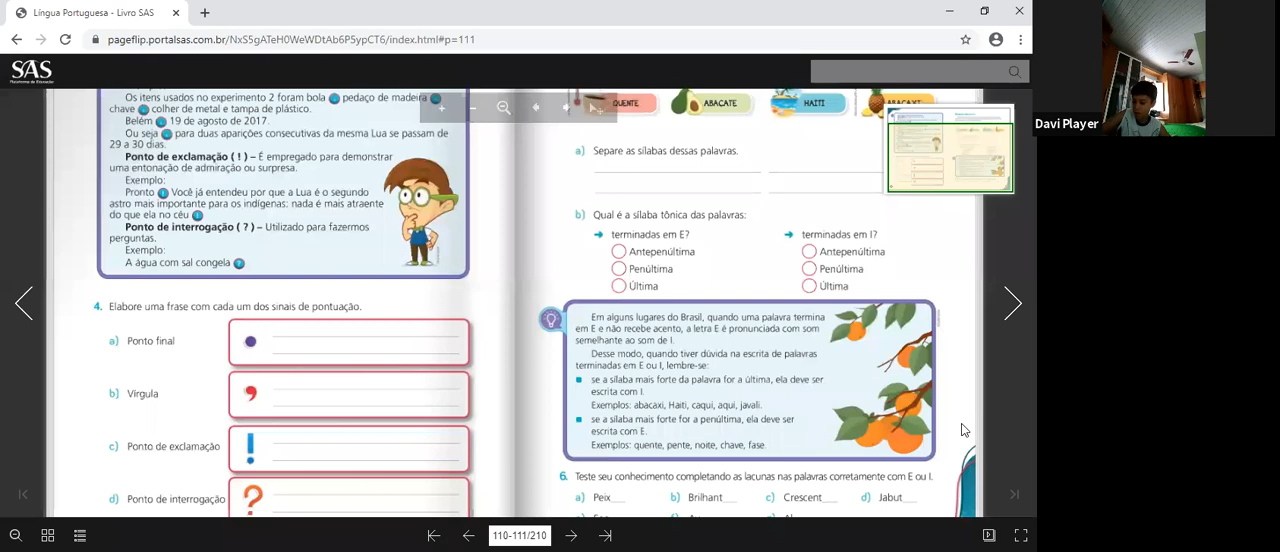 Língua Portuguesa - Livro SAS
pageflip.portalsas.com.br/NxS5gATeH0WeWDtAb6P5ypCT6/index.html#p=111
SAS
Plataforma de Educação
Os itens usados no experimento 2 foram bola , pedaço de madeira ,
chave , colher de metal e tampa de plástico.
Belém , 19 de agosto de 2017.
Ou seja , para duas aparições consecutivas da mesma Lua se passam de
29 a 30 dias.
Ponto de exclamação ( ! ) – É empregado para demonstrar
uma entonação de admiração ou surpresa.
Exemplo:
Pronto ! Você já entendeu por que a Lua é o segundo
astro mais importante para os indígenas: nada é mais atraente
do que ela no céu !
Ponto de interrogação ( ? ) – Utilizado para fazermos
perguntas.
Exemplo:
A água com sal congela ?
4. Elabore uma frase com cada um dos sinais de pontuação.
a) Ponto final
b) Vírgula ,
c) Ponto de exclamação !
d) Ponto de interrogação ?
QUENTE
ABACATE
HAITI
ABACAXI
a) Separe as sílabas dessas palavras.
b) Qual é a sílaba tônica das palavras:
terminadas em E?
Antepenúltima
Penúltima
Última
terminadas em I?
Antepenúltima
Penúltima
Última
Em alguns lugares do Brasil, quando uma palavra termina
em E e não recebe acento, a letra E é pronunciada com som
semelhante ao som de I.
Desse modo, quando tiver dúvida na escrita de palavras
terminadas em E ou I, lembre-se:
se a sílaba mais forte da palavra for a última, ela deve ser
escrita com I.
Exemplos: abacaxi, Haiti, caqui, aqui, javali.
se a sílaba mais forte for a penúltima, ela deve ser
escrita com E.
Exemplos: quente, pente, noite, chave, fase.
6. Teste seu conhecimento completando as lacunas nas palavras corretamente com E ou I.
a) Peix___ b) Brilhant___ c) Crescent___ d) Jabut___
110-111/210
Davi Player